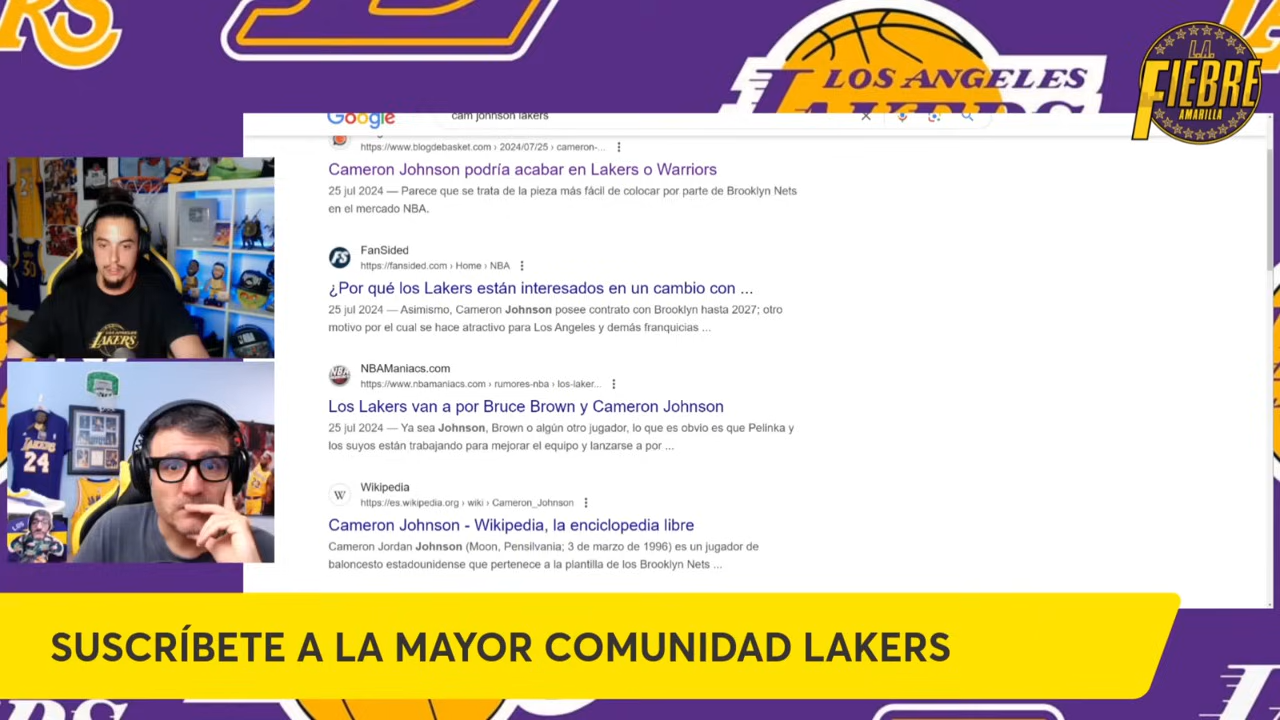 RS
LOS ANGELES
LAKERS
L.A.
FIEBRE
AMARILLA
Google
cam johnson lakers
https://www.blogdebasket.com › 2024/07/25 › cameron-...
Cameron Johnson podría acabar en Lakers o Warriors
25 jul 2024 — Parece que se trata de la pieza más fácil de colocar por parte de Brooklyn Nets
en el mercado NBA.
FS
FanSided
https://fansided.com › Home › NBA
¿Por qué los Lakers están interesados en un cambio con ...
25 jul 2024 — Asimismo, Cameron Johnson posee contrato con Brooklyn hasta 2027; otro
motivo por el cual se hace atractivo para Los Angeles y demás franquicias ...
NBA
NBAManiacs.com
https://www.nbamaniacs.com › rumores-nba › los-laker...
Los Lakers van a por Bruce Brown y Cameron Johnson
25 jul 2024 — Ya sea Johnson, Brown o algún otro jugador, lo que es obvio es que Pelinka y
los suyos están trabajando para mejorar el equipo y lanzarse a por ...
W
Wikipedia
https://es.wikipedia.org › wiki › Cameron_Johnson
Cameron Johnson - Wikipedia, la enciclopedia libre
Cameron Jordan Johnson (Moon, Pensilvania; 3 de marzo de 1996) es un jugador de
baloncesto estadounidense que pertenece a la plantilla de los Brooklyn Nets ...
30
LAKERS
LAKERS
24
SUSCRÍBETE A LA MAYOR COMUNIDAD LAKERS